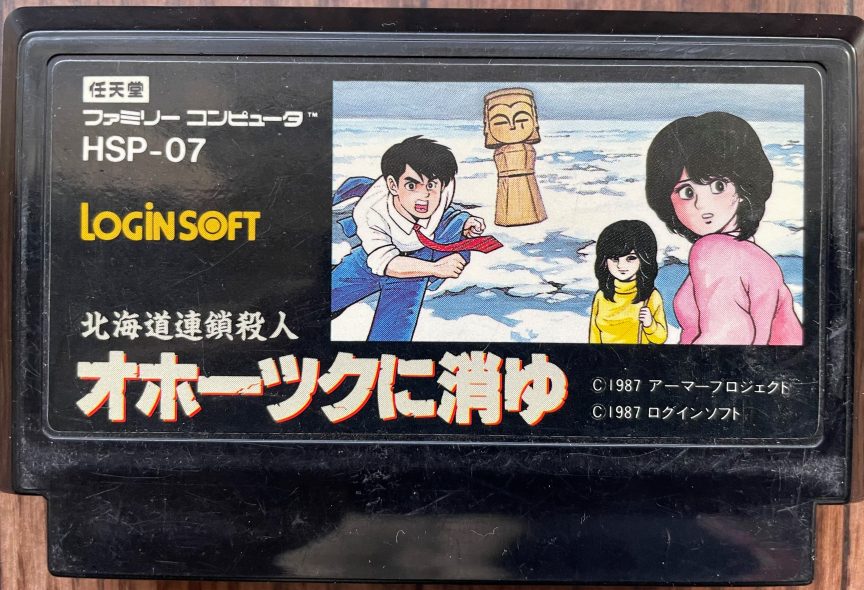 任天堂
ファミリー コンピュータ™
HSP-07
LOGiN SOFT
北海道連鎖殺人
オホーツクに消ゆ
©1987 アーマープロジェクト
©1987 ログインソフト